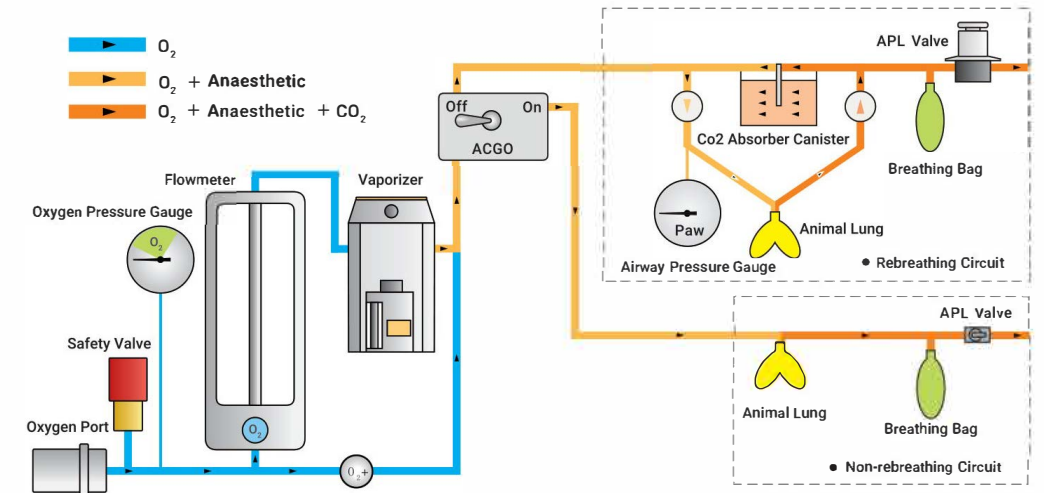 O₂
O₂ + Anaesthetic
O₂ + Anaesthetic + CO₂
Flowmeter
Vaporizer
Oxygen Pressure Gauge
O₂
Safety Valve
Oxygen Port
O₂
O₂+
Off
On
ACGO
APL Valve
Co2 Absorber Canister
Breathing Bag
Paw
Animal Lung
Airway Pressure Gauge
● Rebreathing Circuit
APL Valve
Animal Lung
Breathing Bag
● Non-rebreathing Circuit